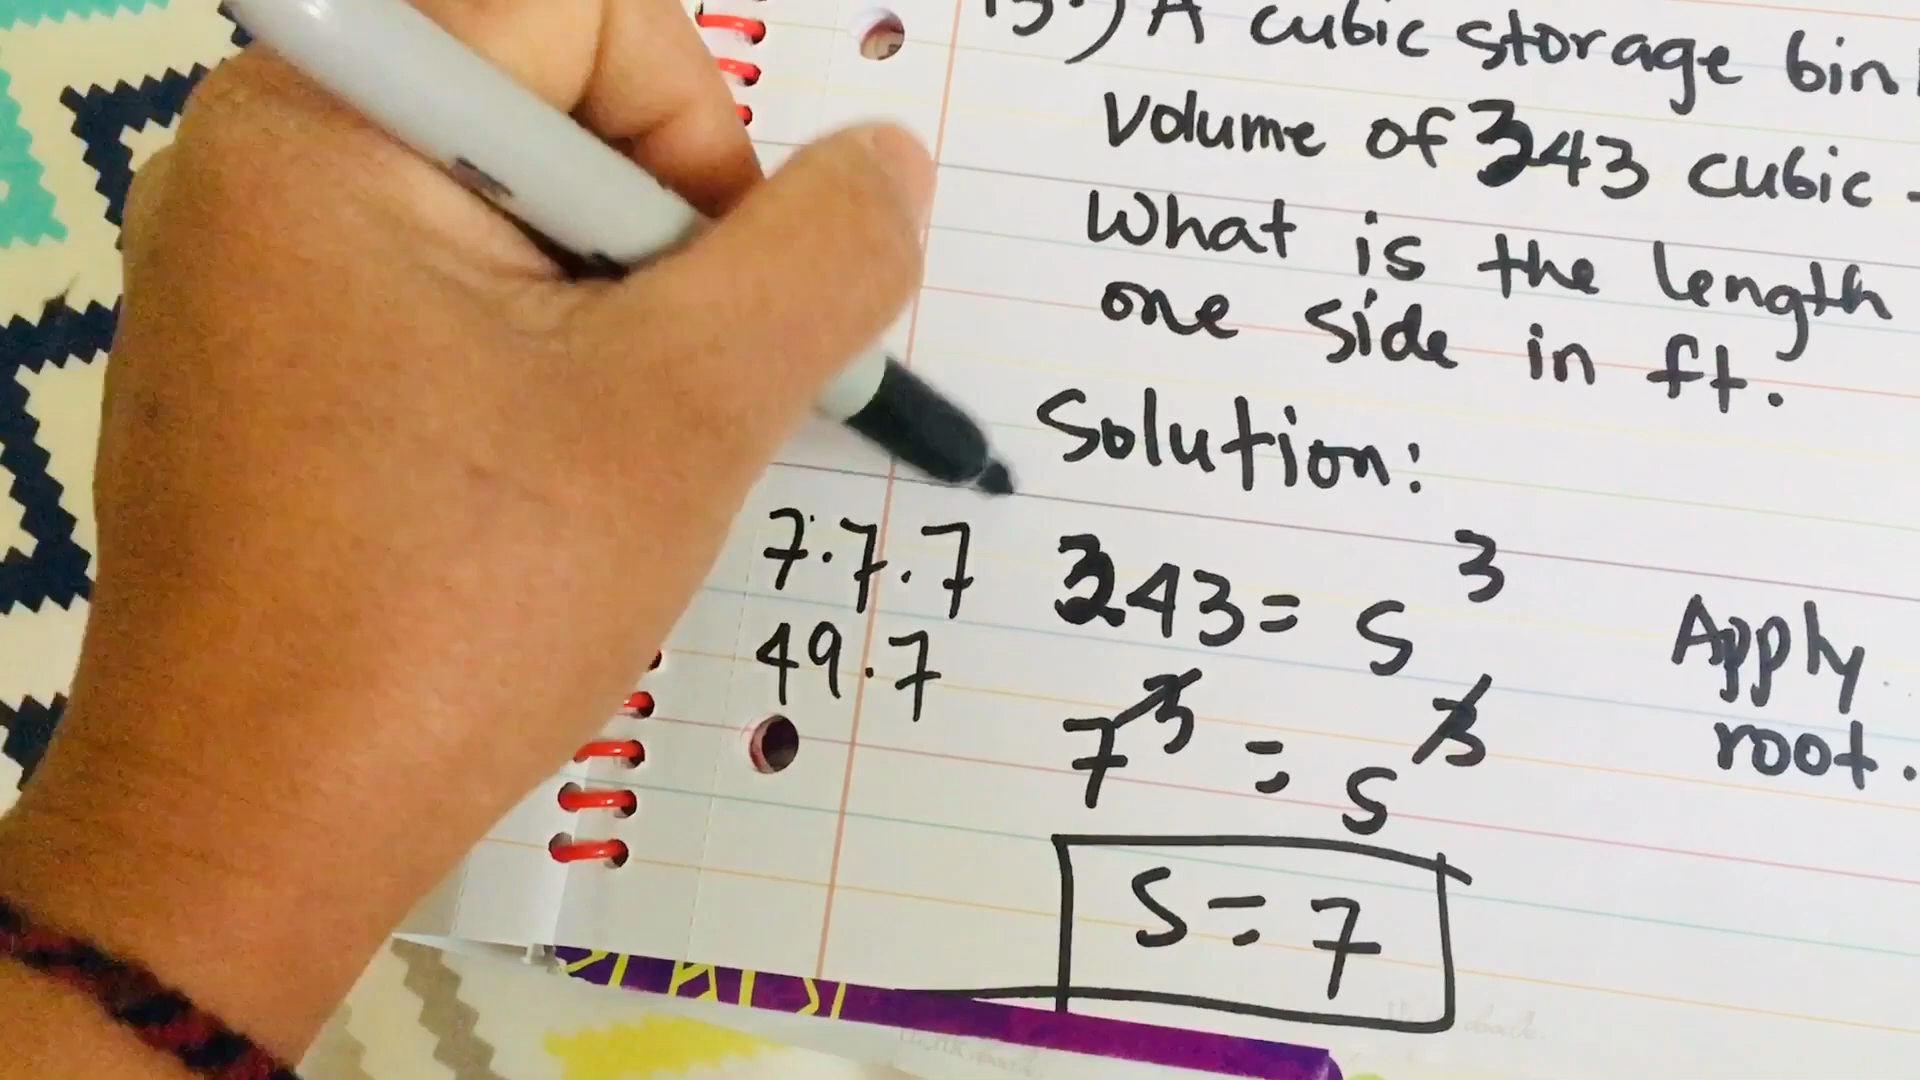 13.) A cubic storage bin
Volume of 343 cubic
What is the length
one side in ft.
Solution:
7.7.7
343 = s³
49.7
7³ = s³
Apply
root.
S = 7